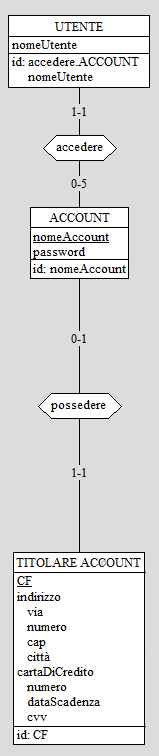 UTENTE
nomeUtente
id: accedere.ACCOUNT
nomeUtente
1-1
accedere
0-5
ACCOUNT
nomeAccount
password
id: nomeAccount
0-1
possedere
1-1
TITOLARE ACCOUNT
CF
indirizzo
via
numero
cap
città
cartaDiCredito
numero
dataScadenza
cvv
id: CF